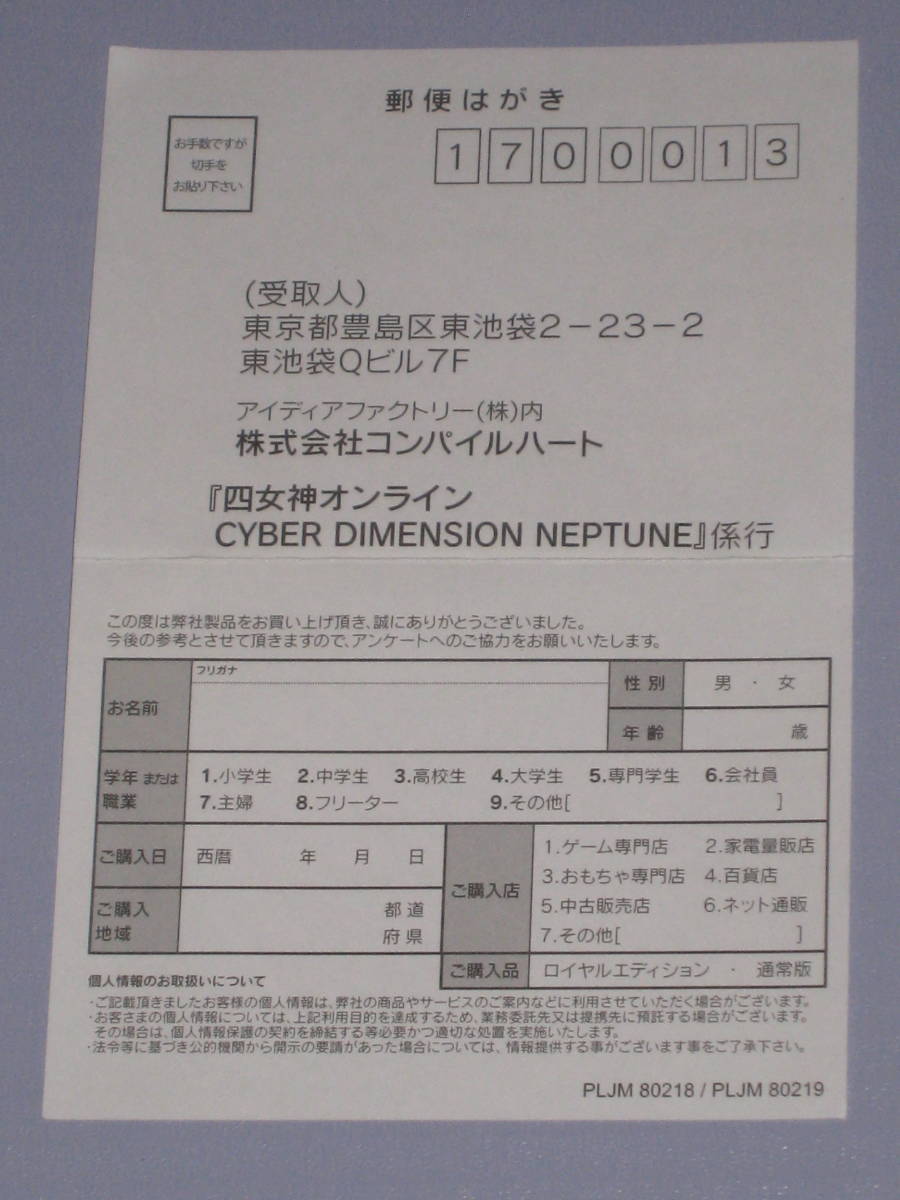 郵便はがき
お手数ですが
切手を
お貼り下さい
1700013
(受取人)
東京都豊島区東池袋2-23-2
東池袋Qビル7F
アイディアファクトリー(株)内
株式会社コンパイルハート
『四女神オンライン
CYBER DIMENSION NEPTUNE』係行
この度は弊社製品をお買い上げ頂き、誠にありがとうございました。
今後の参考とさせて頂きますので、アンケートへのご協力をお願いいたします。
お名前
フリガナ
性別 男・女
年齢 歳
学年または
職業
1.小学生 2.中学生 3.高校生 4.大学生 5.専門学生 6.会社員
7.主婦 8.フリーター 9.その他[ ]
ご購入日 西暦 年 月 日
ご購入
地域
都道
府県
ご購入店
1.ゲーム専門店 2.家電量販店
3.おもちゃ専門店 4.百貨店
5.中古販売店 6.ネット通販
7.その他[ ]
ご購入品 ロイヤルエディション ・ 通常版
個人情報のお取扱いについて
・ご記載頂きましたお客様の個人情報は、弊社の商品やサービスのご案内などに利用させていただく場合がございます。
・お客さまの個人情報については、上記利用目的を達成するため、業務委託先又は提携先に預託する場合がございます。
その場合は、個人情報保護の契約を締結する等必要かつ適切な処置を実施いたします。
・法令等に基づき公的機関から開示の要請があった場合については、情報提供する事がございます事をご了承下さい。
PLJM 80218 / PLJM 80219